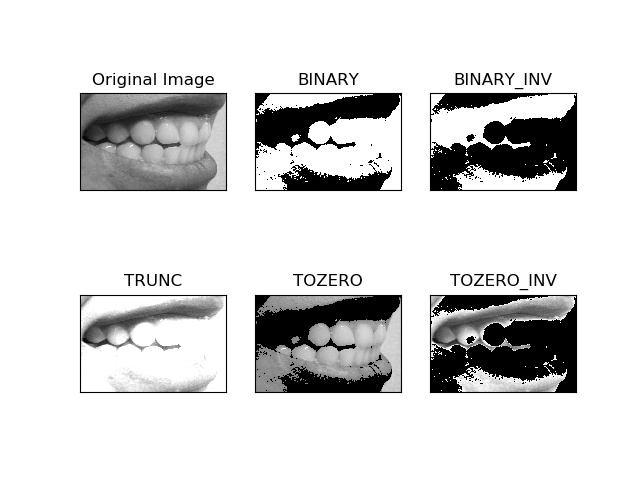 Original Image
BINARY
BINARY_INV
TRUNC
TOZERO
TOZERO_INV